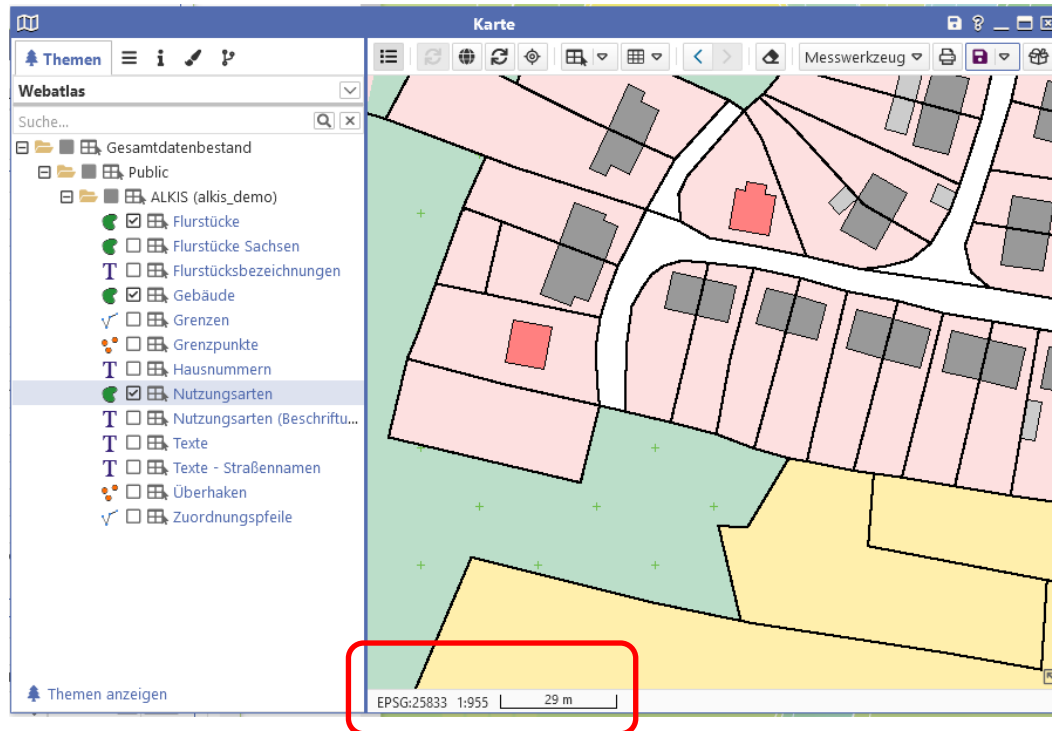 Karte
Themen
Messwerkzeug
Webatlas
Suche...
Gesamtdatenbestand
Public
ALKIS (alkis_demo)
Flurstücke
Flurstücke Sachsen
T Flurstücksbezeichnungen
Gebäude
Grenzen
Grenzpunkte
T Hausnummern
Nutzungsarten
T Nutzungsarten (Beschriftu...
T Texte
T Texte - Straßennamen
Überhaken
Zuordnungspfeile
Themen anzeigen
EPSG:25833 1:955 29 m